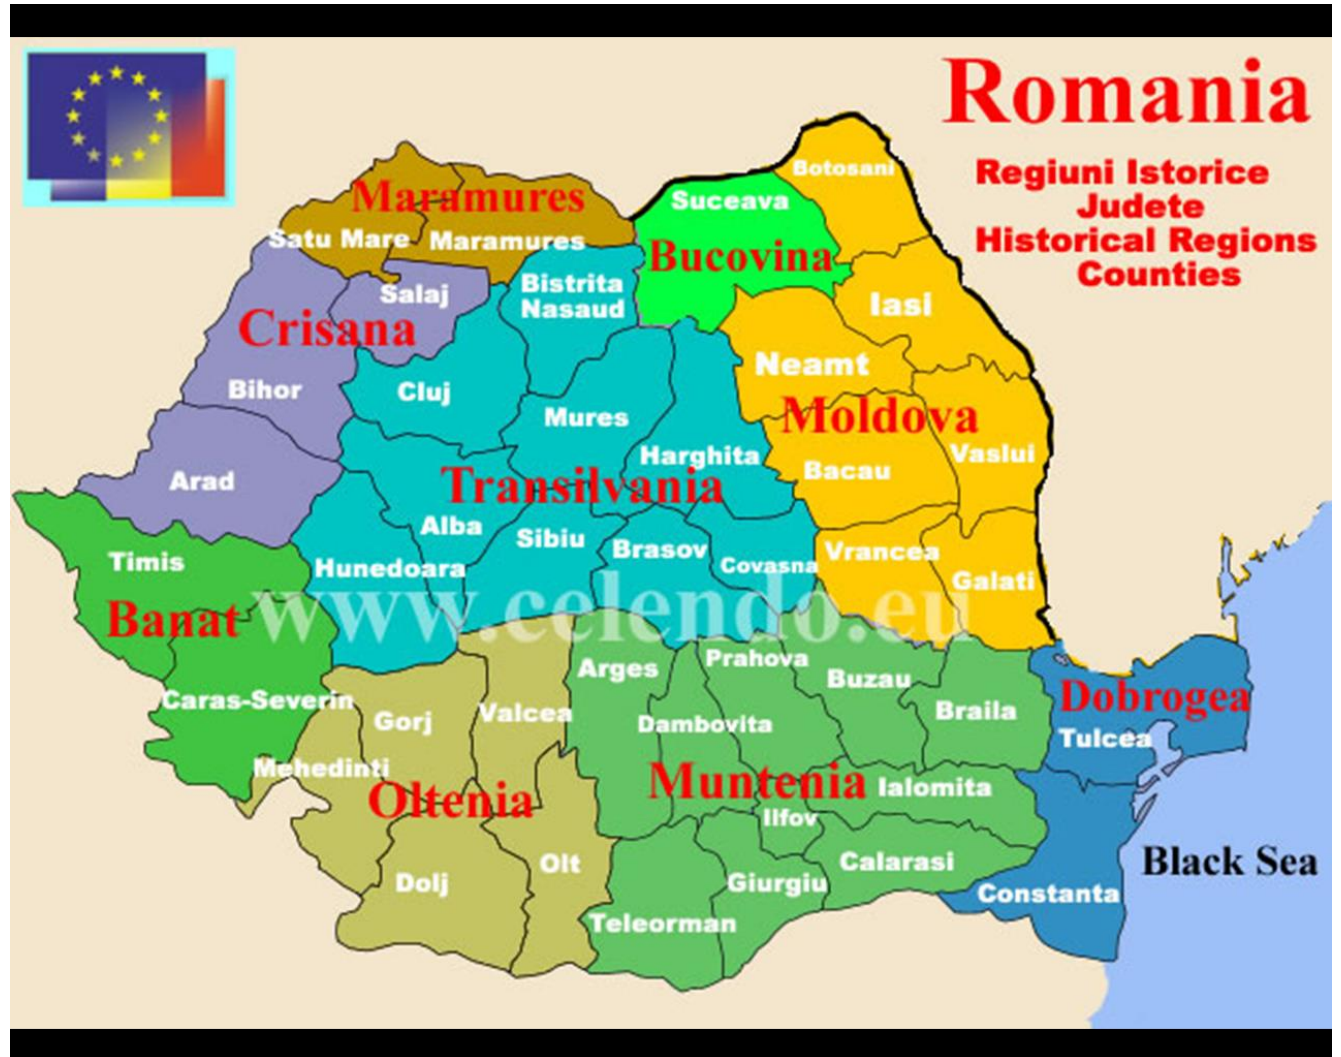 Romania
Regiuni Istorice
Judete
Historical Regions
Counties
Botosani
Maramures
Suceava
Satu Mare
Maramures
Bucovina
Bistrita
Nasaud
Salaj
Iasi
Crisana
Neamt
Bihor
Cluj
Mures
Moldova
Harghita
Bacau
Vaslui
Arad
Transilvania
Alba
Sibiu
Brasov
Covasna
Vrancea
Galati
Timis
Hunedoara
www.celendo.eu
Banat
Arges
Prahova
Buzau
Braila
Dobrogea
Caras-Severin
Gorj
Valcea
Dambovita
Tulcea
Mehedinti
Oltenia
Muntenia
Ialomita
Ilfov
Olt
Calarasi
Black Sea
Dolj
Giurgiu
Constanta
Teleorman